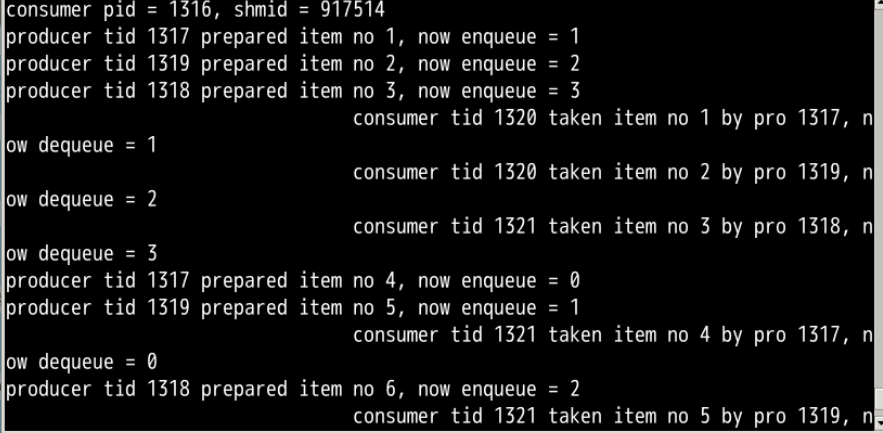 consumer pid = 1316, shmid = 917514
producer tid 1317 prepared item no 1, now enqueue = 1
producer tid 1319 prepared item no 2, now enqueue = 2
producer tid 1318 prepared item no 3, now enqueue = 3
consumer tid 1320 taken item no 1 by pro 1317, n
ow dequeue = 1
consumer tid 1320 taken item no 2 by pro 1319, n
ow dequeue = 2
consumer tid 1321 taken item no 3 by pro 1318, n
ow dequeue = 3
producer tid 1317 prepared item no 4, now enqueue = 0
producer tid 1319 prepared item no 5, now enqueue = 1
consumer tid 1321 taken item no 4 by pro 1317, n
ow dequeue = 0
producer tid 1318 prepared item no 6, now enqueue = 2
consumer tid 1321 taken item no 5 by pro 1319, n